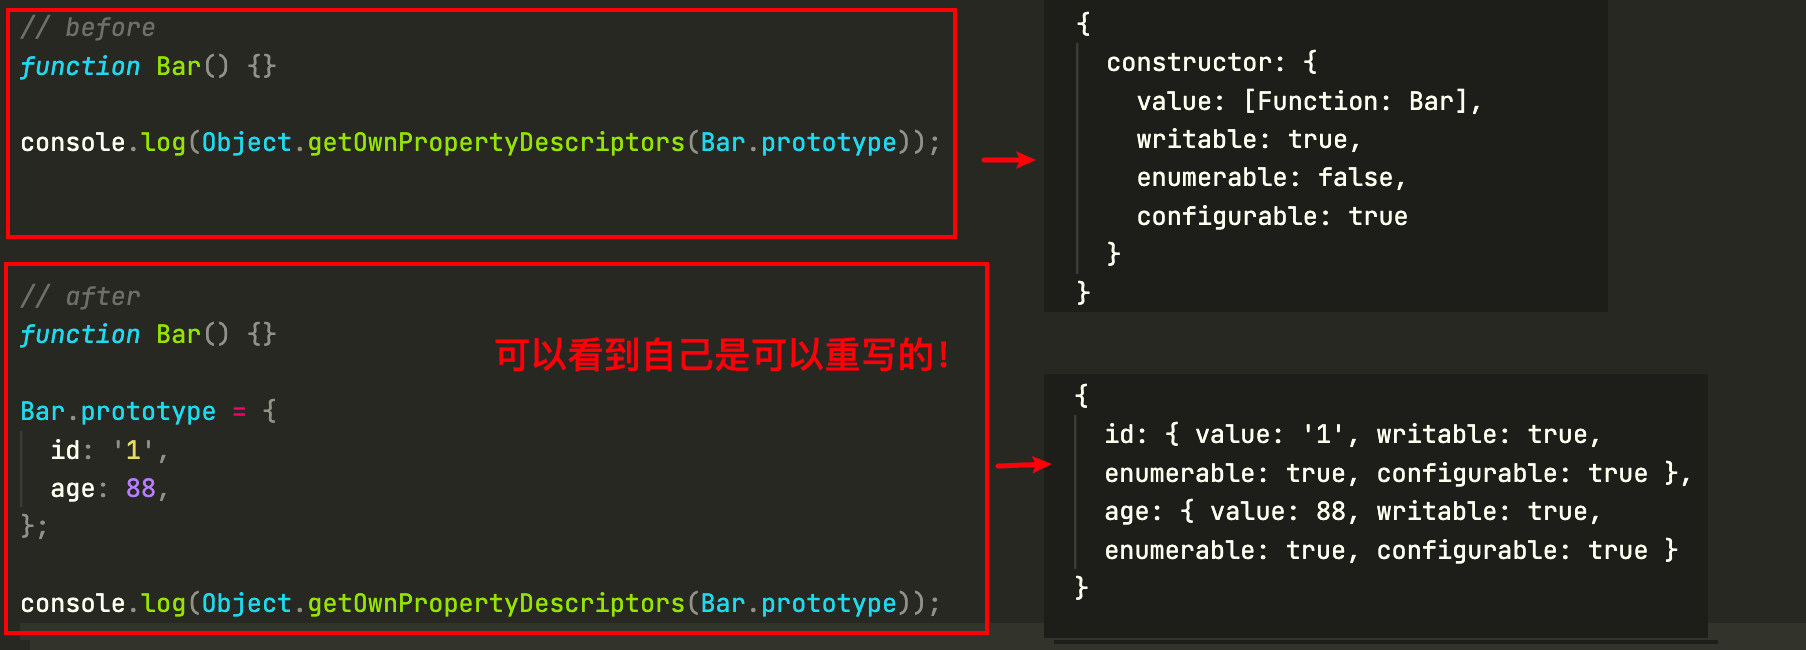 // before
function Bar() {}
console.log(Object.getOwnPropertyDescriptors(Bar.prototype));
{
constructor: {
value: [Function: Bar],
writable: true,
enumerable: false,
configurable: true
}
}
// after
function Bar() {}
可以看到自己是可以重写的！
Bar.prototype = {
id: '1',
age: 88,
};
console.log(Object.getOwnPropertyDescriptors(Bar.prototype));
{
id: { value: '1', writable: true,
enumerable: true, configurable: true },
age: { value: 88, writable: true,
enumerable: true, configurable: true }
}